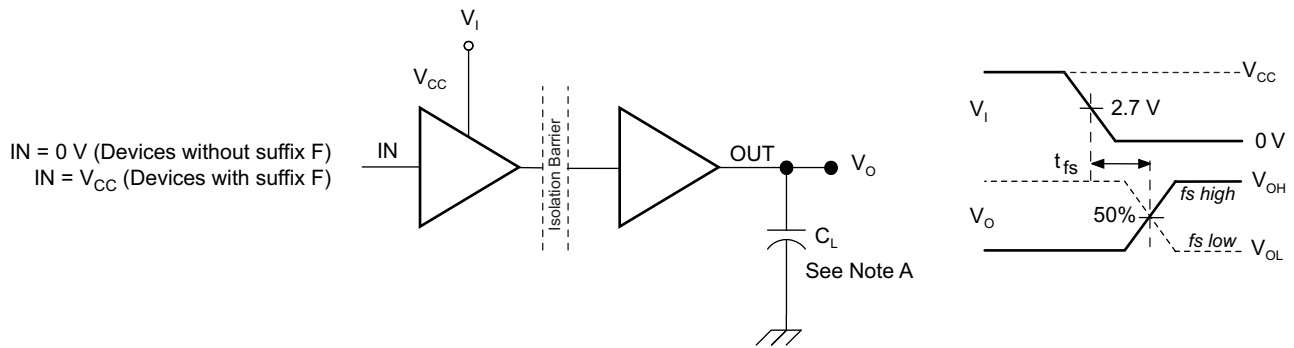 V_I
V_CC
IN = 0 V (Devices without suffix F)
IN = V_CC (Devices with suffix F)
IN
Isolation Barrier
OUT
V_O
C_L
See Note A
V_CC
V_I
2.7 V
0 V
t_fs
fs high
V_OH
V_O
50%
fs low
V_OL